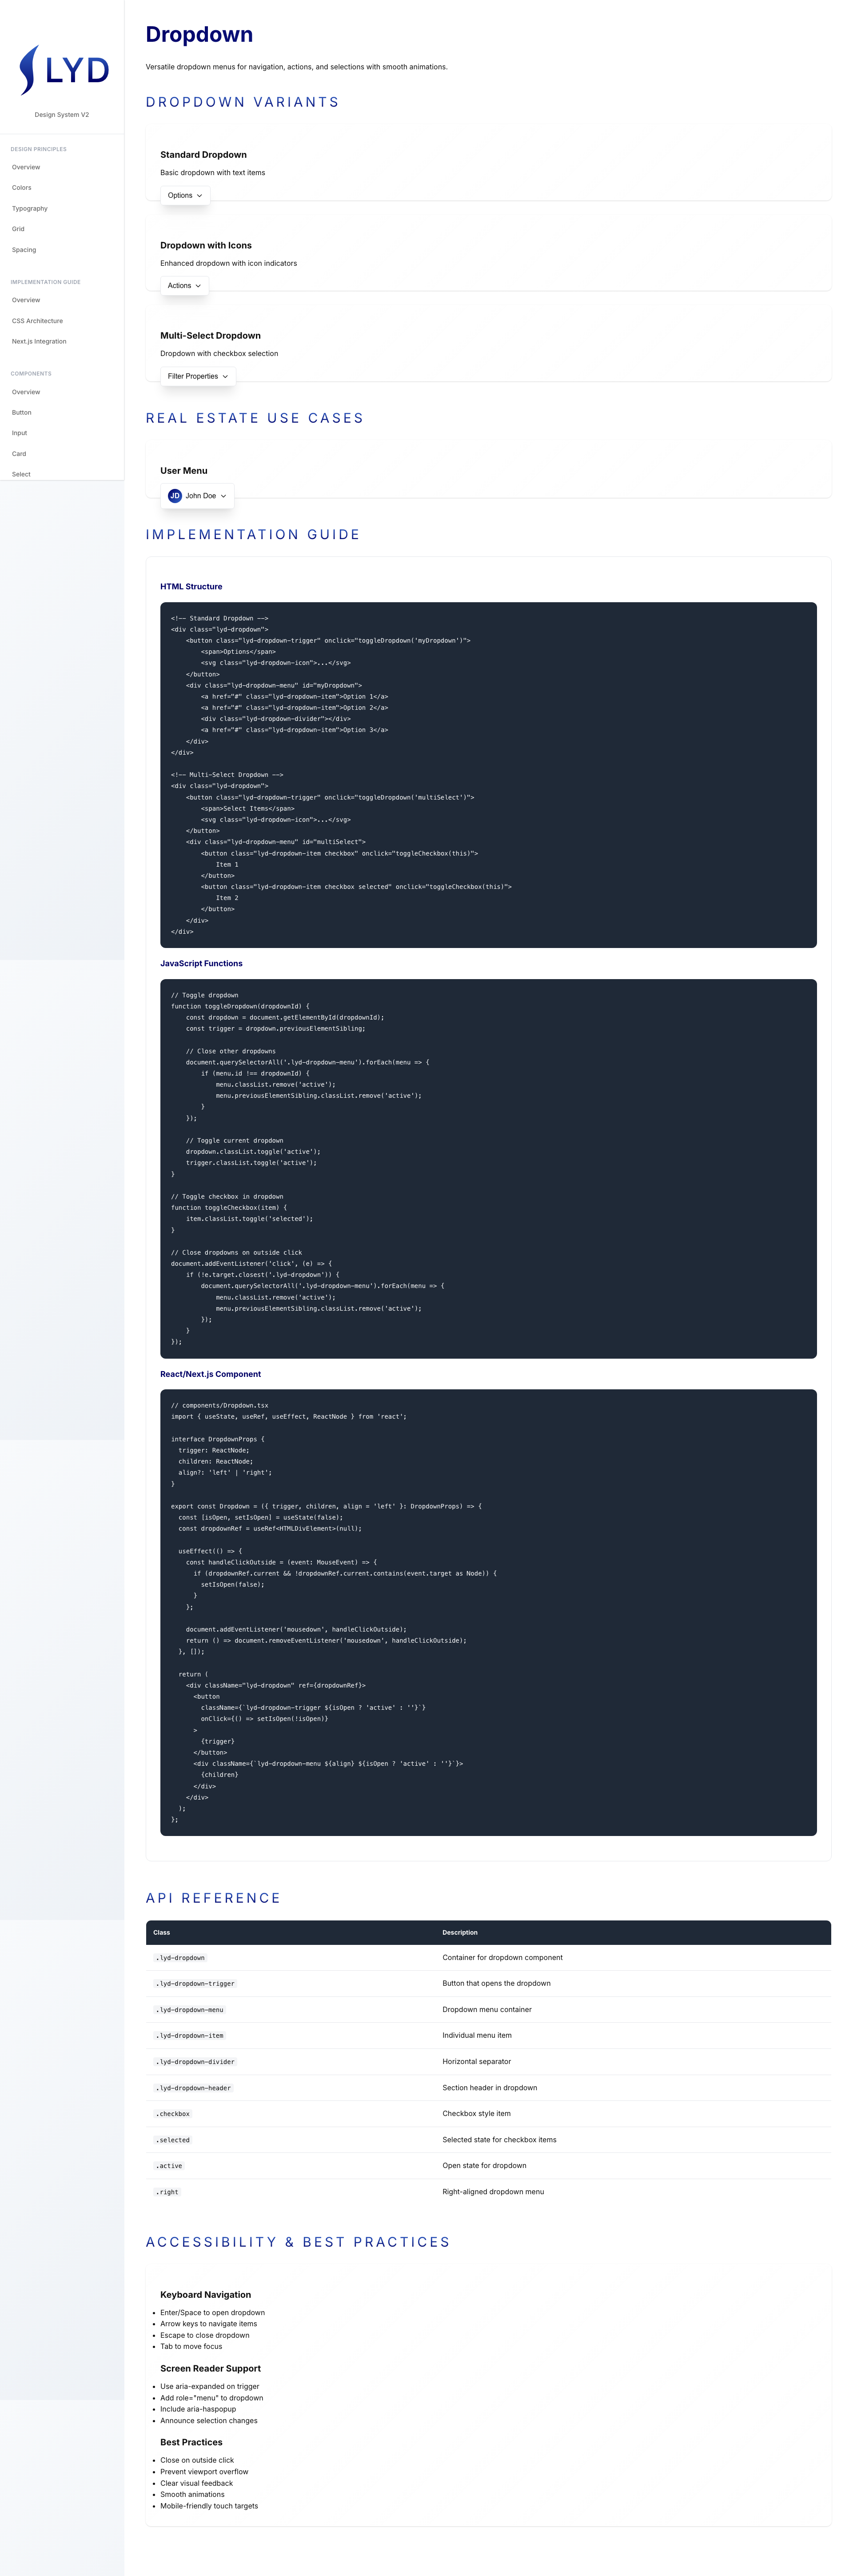 LYD
Design System V2
DESIGN PRINCIPLES
Overview
Colors
Typography
Grid
Spacing
IMPLEMENTATION GUIDE
Overview
CSS Architecture
Next.js Integration
COMPONENTS
Overview
Button
Input
Card
Select
Dropdown
Versatile dropdown menus for navigation, actions, and selections with smooth animations.
DROPDOWN VARIANTS
Standard Dropdown
Basic dropdown with text items
Options
Dropdown with Icons
Enhanced dropdown with icon indicators
Actions
Multi-Select Dropdown
Dropdown with checkbox selection
Filter Properties
REAL ESTATE USE CASES
User Menu
JD John Doe
IMPLEMENTATION GUIDE
HTML Structure
<!-- Standard Dropdown -->
<div class="lyd-dropdown">
    <button class="lyd-dropdown-trigger" onclick="toggleDropdown('myDropdown')">
        <span>Options</span>
        <svg class="lyd-dropdown-icon">...</svg>
    </button>
    <div class="lyd-dropdown-menu" id="myDropdown">
        <a href="#" class="lyd-dropdown-item">Option 1</a>
        <a href="#" class="lyd-dropdown-item">Option 2</a>
        <div class="lyd-dropdown-divider"></div>
        <a href="#" class="lyd-dropdown-item">Option 3</a>
    </div>
</div>
<!-- Multi-Select Dropdown -->
<div class="lyd-dropdown">
    <button class="lyd-dropdown-trigger" onclick="toggleDropdown('multiSelect')">
        <span>Select Items</span>
        <svg class="lyd-dropdown-icon">...</svg>
    </button>
    <div class="lyd-dropdown-menu" id="multiSelect">
        <button class="lyd-dropdown-item checkbox" onclick="toggleCheckbox(this)">
            Item 1
        </button>
        <button class="lyd-dropdown-item checkbox selected" onclick="toggleCheckbox(this)">
            Item 2
        </button>
    </div>
</div>
JavaScript Functions
// Toggle dropdown
function toggleDropdown(dropdownId) {
    const dropdown = document.getElementById(dropdownId);
    const trigger = dropdown.previousElementSibling;
    // Close other dropdowns
    document.querySelectorAll('.lyd-dropdown-menu').forEach(menu => {
        if (menu.id !== dropdownId) {
            menu.classList.remove('active');
            menu.previousElementSibling.classList.remove('active');
        }
    });
    // Toggle current dropdown
    dropdown.classList.toggle('active');
    trigger.classList.toggle('active');
}
// Toggle checkbox in dropdown
function toggleCheckbox(item) {
    item.classList.toggle('selected');
}
// Close dropdowns on outside click
document.addEventListener('click', (e) => {
    if (!e.target.closest('.lyd-dropdown')) {
        document.querySelectorAll('.lyd-dropdown-menu').forEach(menu => {
            menu.classList.remove('active');
            menu.previousElementSibling.classList.remove('active');
        });
    }
});
React/Next.js Component
// components/Dropdown.tsx
import { useState, useRef, useEffect, ReactNode } from 'react';
interface DropdownProps {
  trigger: ReactNode;
  children: ReactNode;
  align?: 'left' | 'right';
}
export const Dropdown = ({ trigger, children, align = 'left' }: DropdownProps) => {
  const [isOpen, setIsOpen] = useState(false);
  const dropdownRef = useRef<HTMLDivElement>(null);
  useEffect(() => {
    const handleClickOutside = (event: MouseEvent) => {
      if (dropdownRef.current && !dropdownRef.current.contains(event.target as Node)) {
        setIsOpen(false);
      }
    };
    document.addEventListener('mousedown', handleClickOutside);
    return () => document.removeEventListener('mousedown', handleClickOutside);
  }, []);
  return (
    <div className="lyd-dropdown" ref={dropdownRef}>
      <button
        className={`lyd-dropdown-trigger ${isOpen ? 'active' : ''}`}
        onClick={() => setIsOpen(!isOpen)}
      >
        {trigger}
      </button>
      <div className={`lyd-dropdown-menu ${align} ${isOpen ? 'active' : ''}`}>
        {children}
      </div>
    </div>
  );
};
API REFERENCE
Class Description
.lyd-dropdown Container for dropdown component
.lyd-dropdown-trigger Button that opens the dropdown
.lyd-dropdown-menu Dropdown menu container
.lyd-dropdown-item Individual menu item
.lyd-dropdown-divider Horizontal separator
.lyd-dropdown-header Section header in dropdown
.checkbox Checkbox style item
.selected Selected state for checkbox items
.active Open state for dropdown
.right Right-aligned dropdown menu
ACCESSIBILITY & BEST PRACTICES
Keyboard Navigation
• Enter/Space to open dropdown
• Arrow keys to navigate items
• Escape to close dropdown
• Tab to move focus
Screen Reader Support
• Use aria-expanded on trigger
• Add role="menu" to dropdown
• Include aria-haspopup
• Announce selection changes
Best Practices
• Close on outside click
• Prevent viewport overflow
• Clear visual feedback
• Smooth animations
• Mobile-friendly touch targets